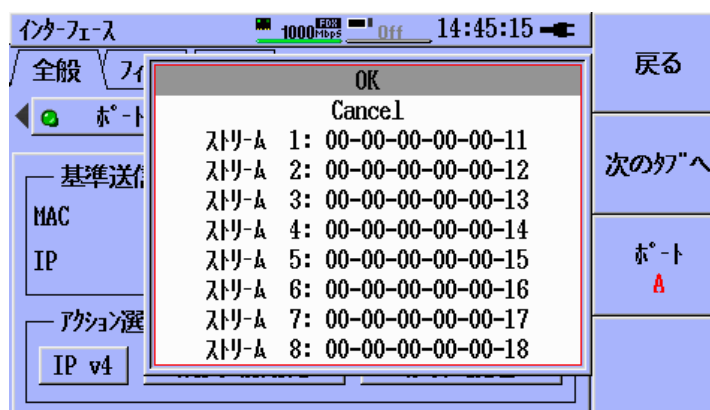 インターフェース 1000 FDX Mbps Off 14:45:15
全般 フィ
ポート
基準送信
MAC
IP
アクション選
IP v4
OK
Cancel
ストリーム 1: 00-00-00-00-00-11
ストリーム 2: 00-00-00-00-00-12
ストリーム 3: 00-00-00-00-00-13
ストリーム 4: 00-00-00-00-00-14
ストリーム 5: 00-00-00-00-00-15
ストリーム 6: 00-00-00-00-00-16
ストリーム 7: 00-00-00-00-00-17
ストリーム 8: 00-00-00-00-00-18
戻る
次のタブへ
ポート
A